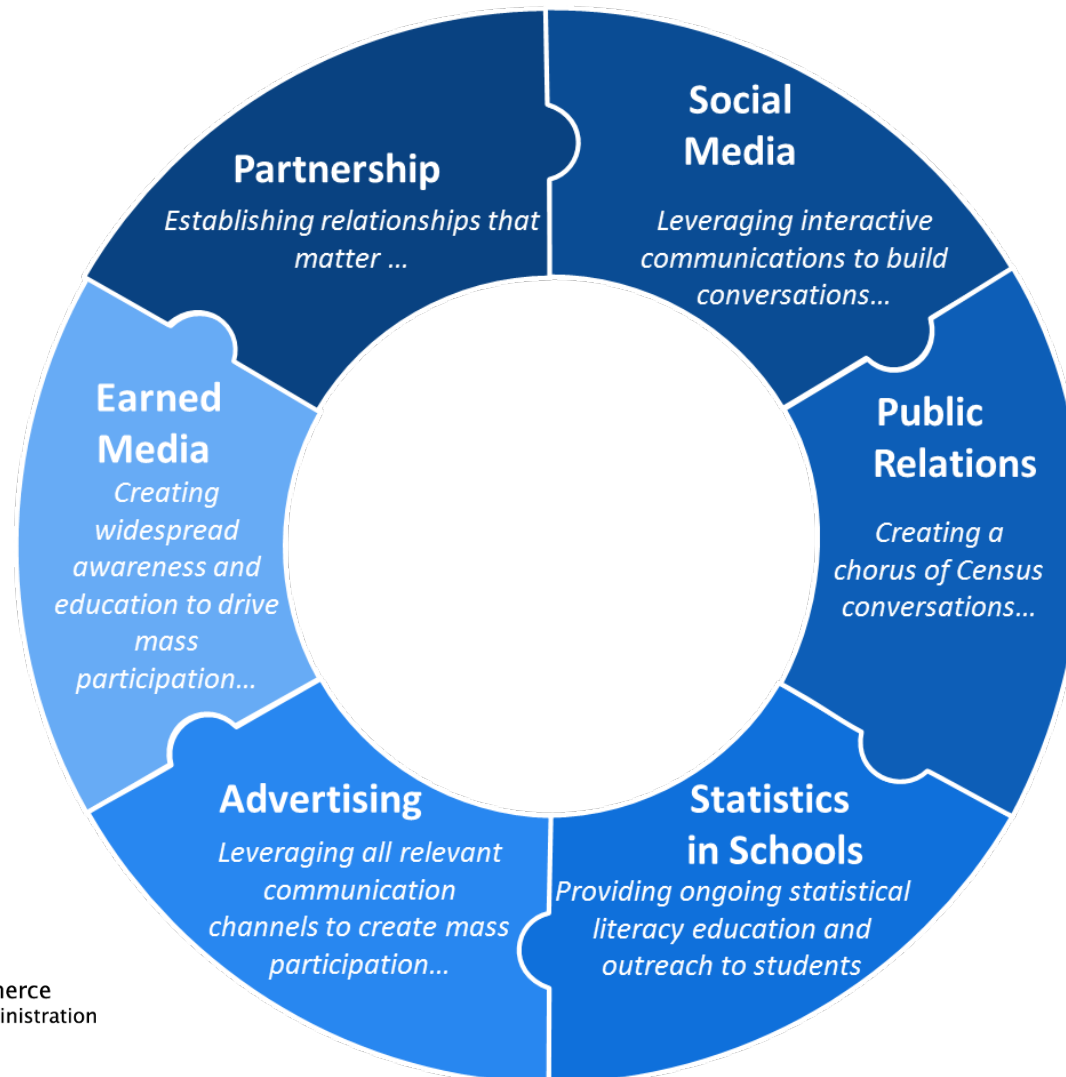 Partnership
Establishing relationships that
matter ...
Social
Media
Leveraging interactive
communications to build
conversations...
Public
Relations
Creating a
chorus of Census
conversations...
Statistics
in Schools
Providing ongoing statistical
literacy education and
outreach to students
Advertising
Leveraging all relevant
communication
channels to create mass
participation...
Earned
Media
Creating
widespread
awareness and
education to drive
mass
participation...
merce
inistration